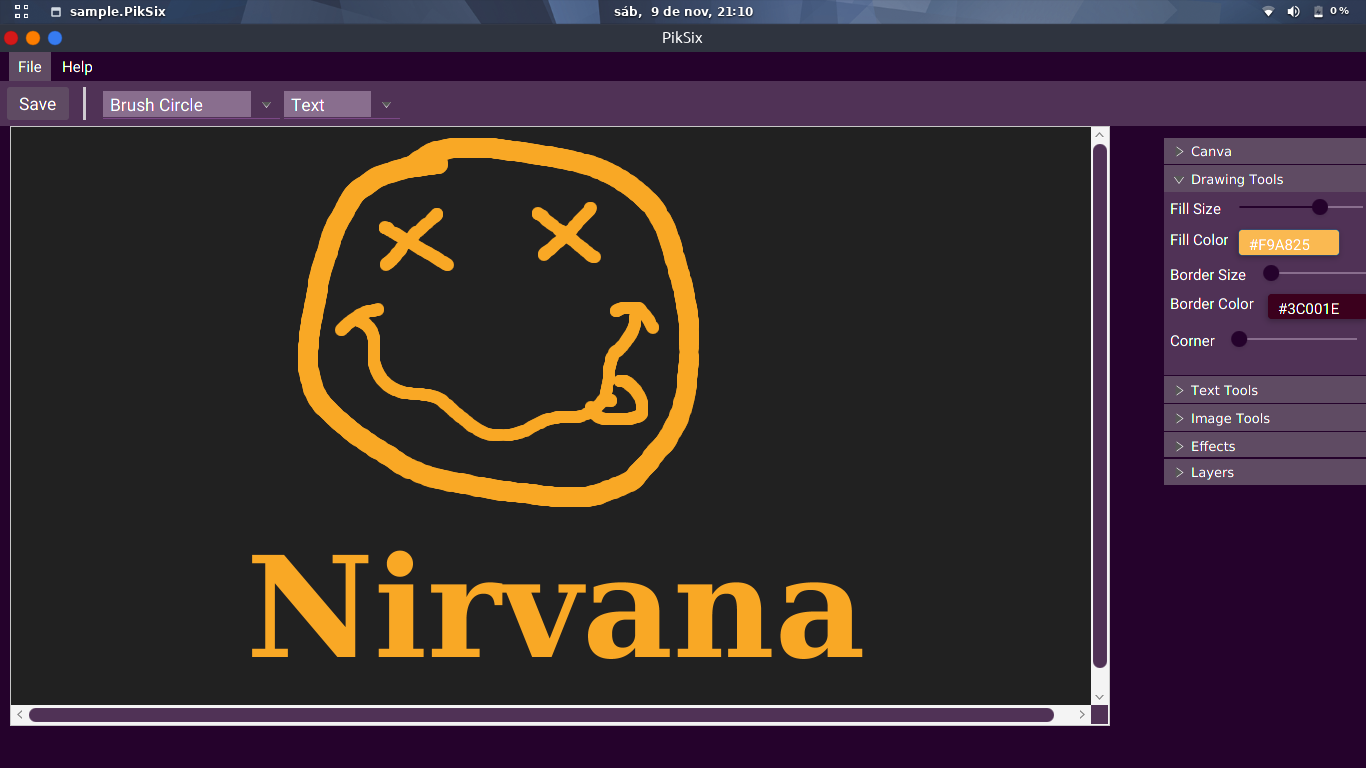 sample.PikSix sáb, 9 de nov, 21:10 0 %
PikSix
File Help
Save Brush Circle Text
Canva
Drawing Tools
Fill Size
Fill Color #F9A825
Border Size
Border Color #3C001E
Corner
Text Tools
Image Tools
Effects
Layers
Nirvana